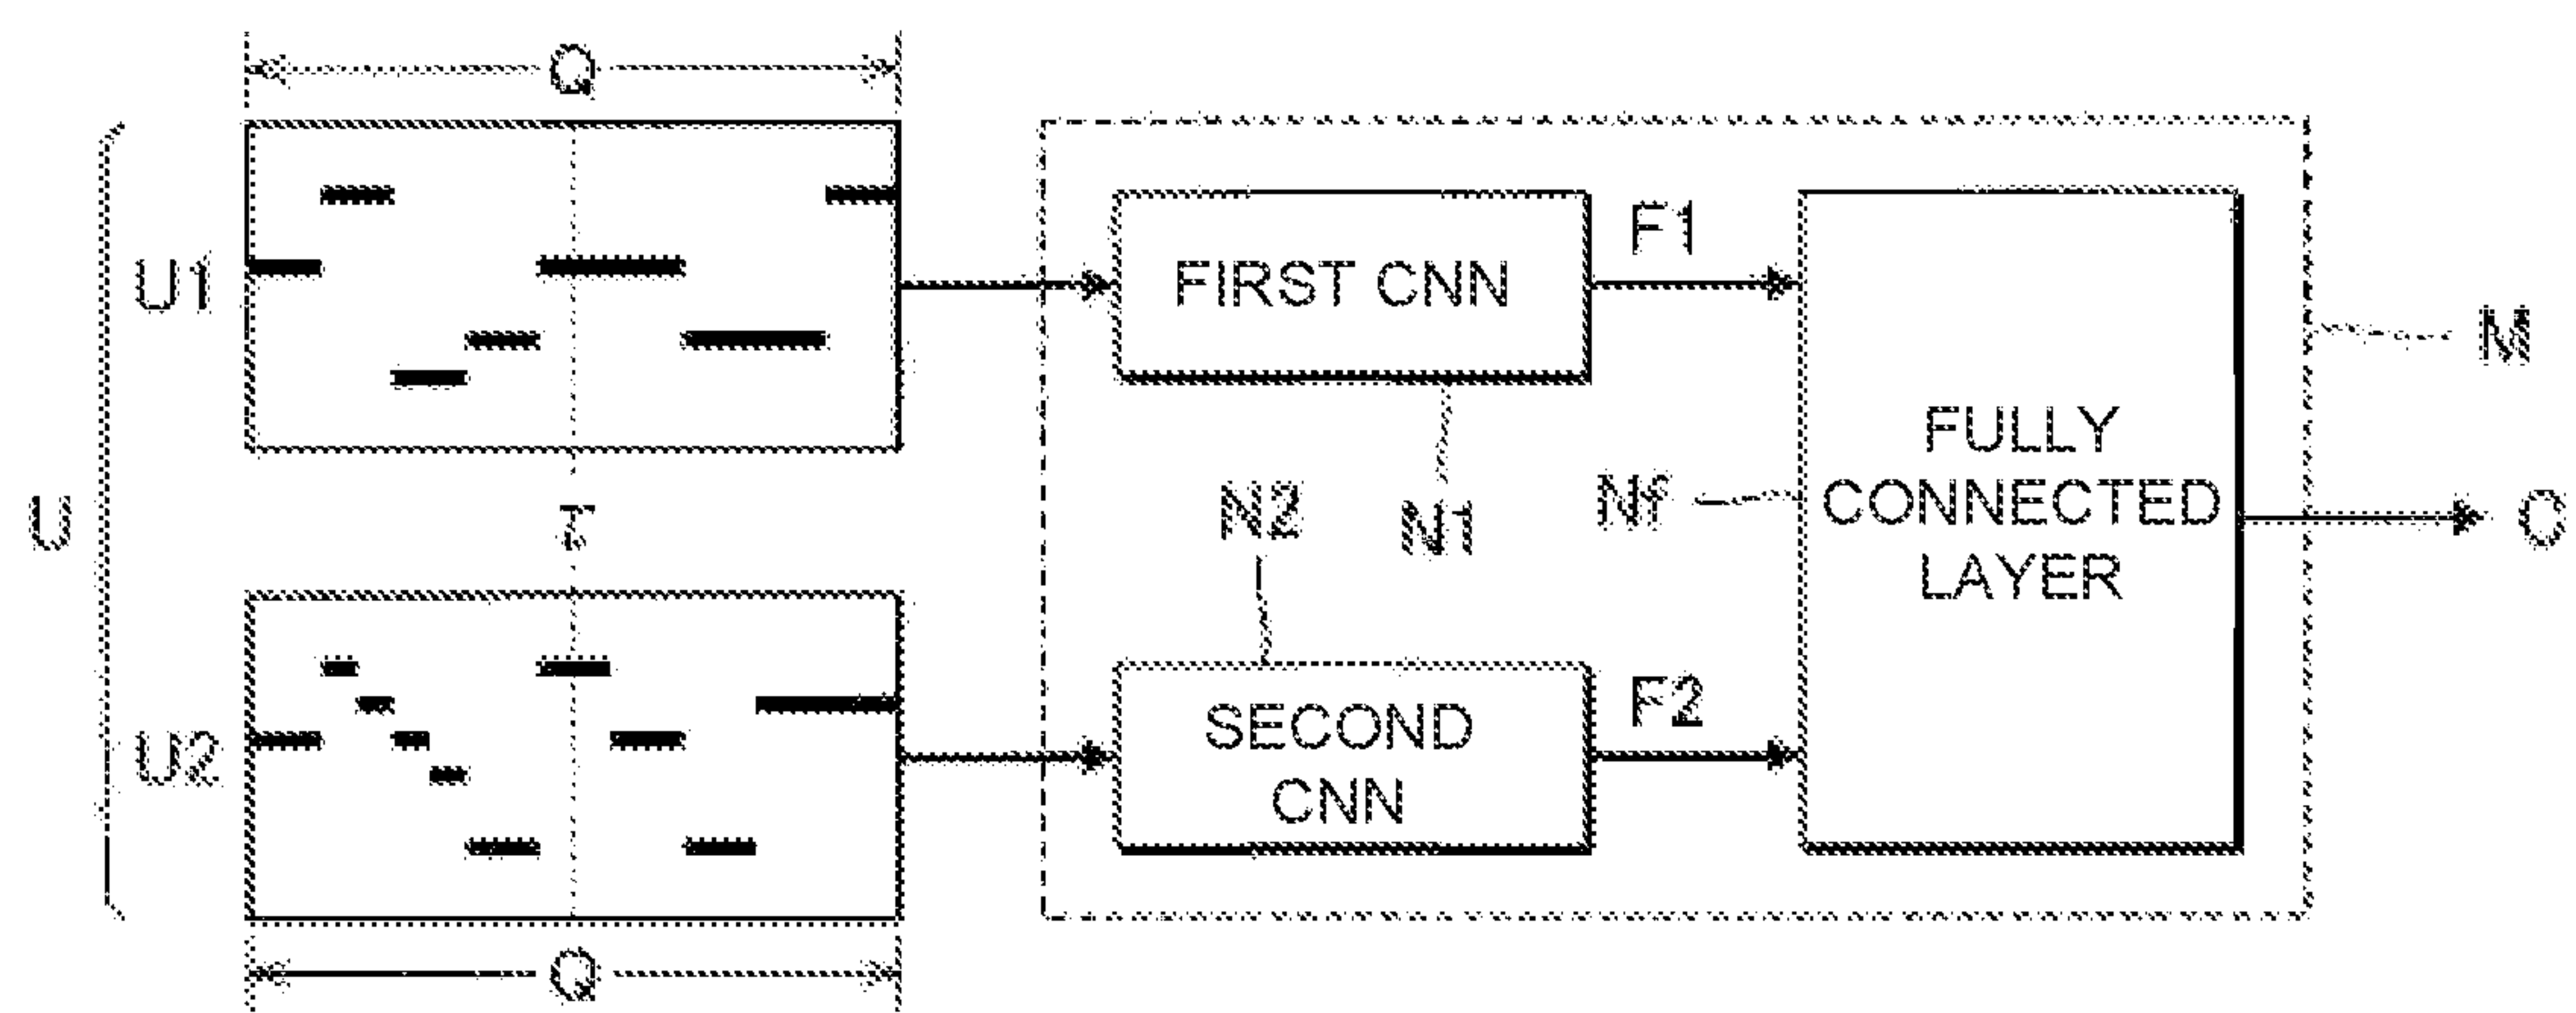 Q
U1
FIRST CNN
F1
M
FULLY
CONNECTED
LAYER
U
N2
N1
Nf
C
U2
SECOND
CNN
F2
Q